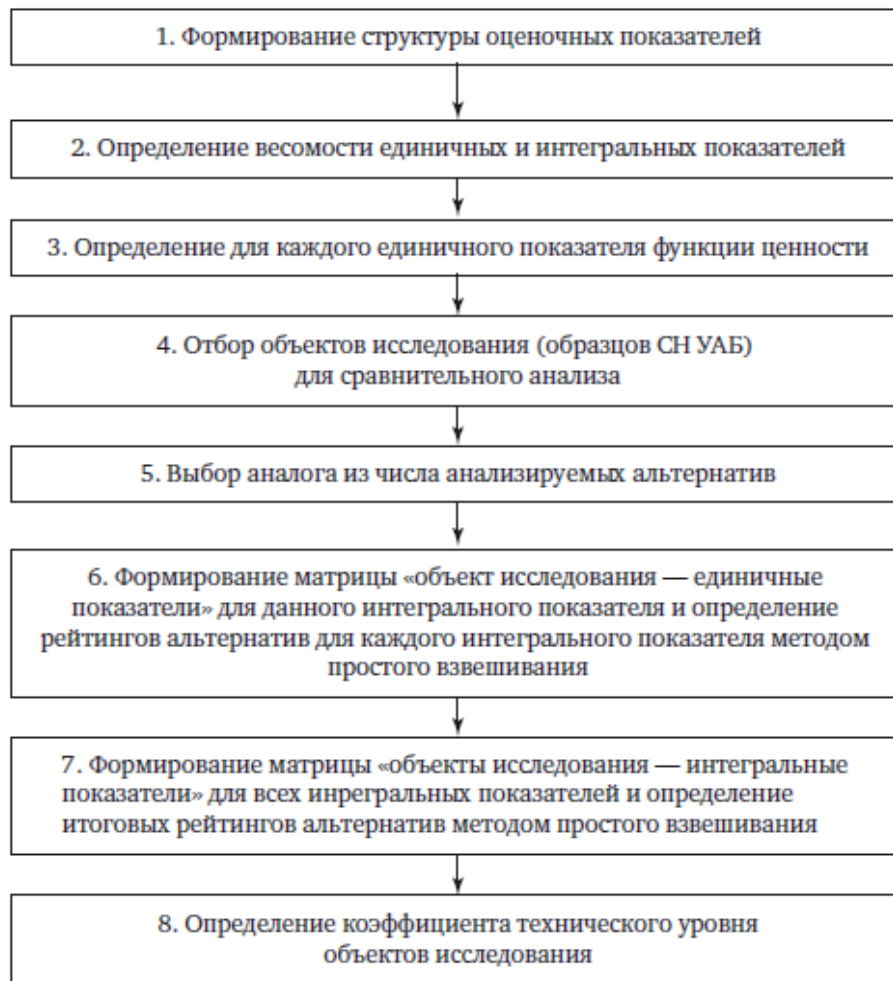 1. Формирование структуры оценочных показателей
2. Определение весомости единичных и интегральных показателей
3. Определение для каждого единичного показателя функции ценности
4. Отбор объектов исследования (образцов СН УАБ)
для сравнительного анализа
5. Выбор аналога из числа анализируемых альтернатив
6. Формирование матрицы «объект исследования — единичные
показатели» для данного интегрального показателя и определение
рейтингов альтернатив для каждого интегрального показателя методом
простого взвешивания
7. Формирование матрицы «объекты исследования — интегральные
показатели» для всех инрегральных показателей и определение
итоговых рейтингов альтернатив методом простого взвешивания
8. Определение коэффициента технического уровня
объектов исследования